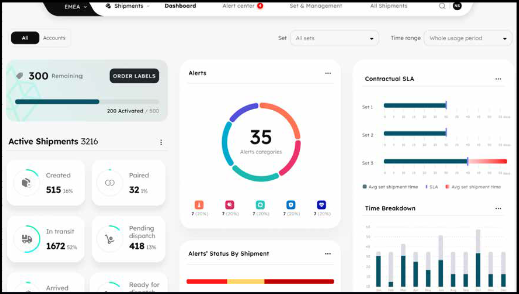 EMEA
Shipments
Dashboard
Alert center
Set & Management
All Shipments
All
Accounts
Set
All sets
Time range
Whole usage period
300 Remaining
ORDER LABELS
200 Activated / 500
Active Shipments 3216
Created
515 16%
Paired
32 1%
In transit
1672 52%
Pending
dispatch
418 13%
Arrived
Ready for
dispatch
Alerts
35
Alerts categories
7 (20%)
7 (20%)
7 (20%)
7 (20%)
7 (20%)
Alerts' Status By Shipment
Contractual SLA
Set 1
Set 2
Set 3
Avg set shipment time
SLA
Avg set shipment time
Time Breakdown